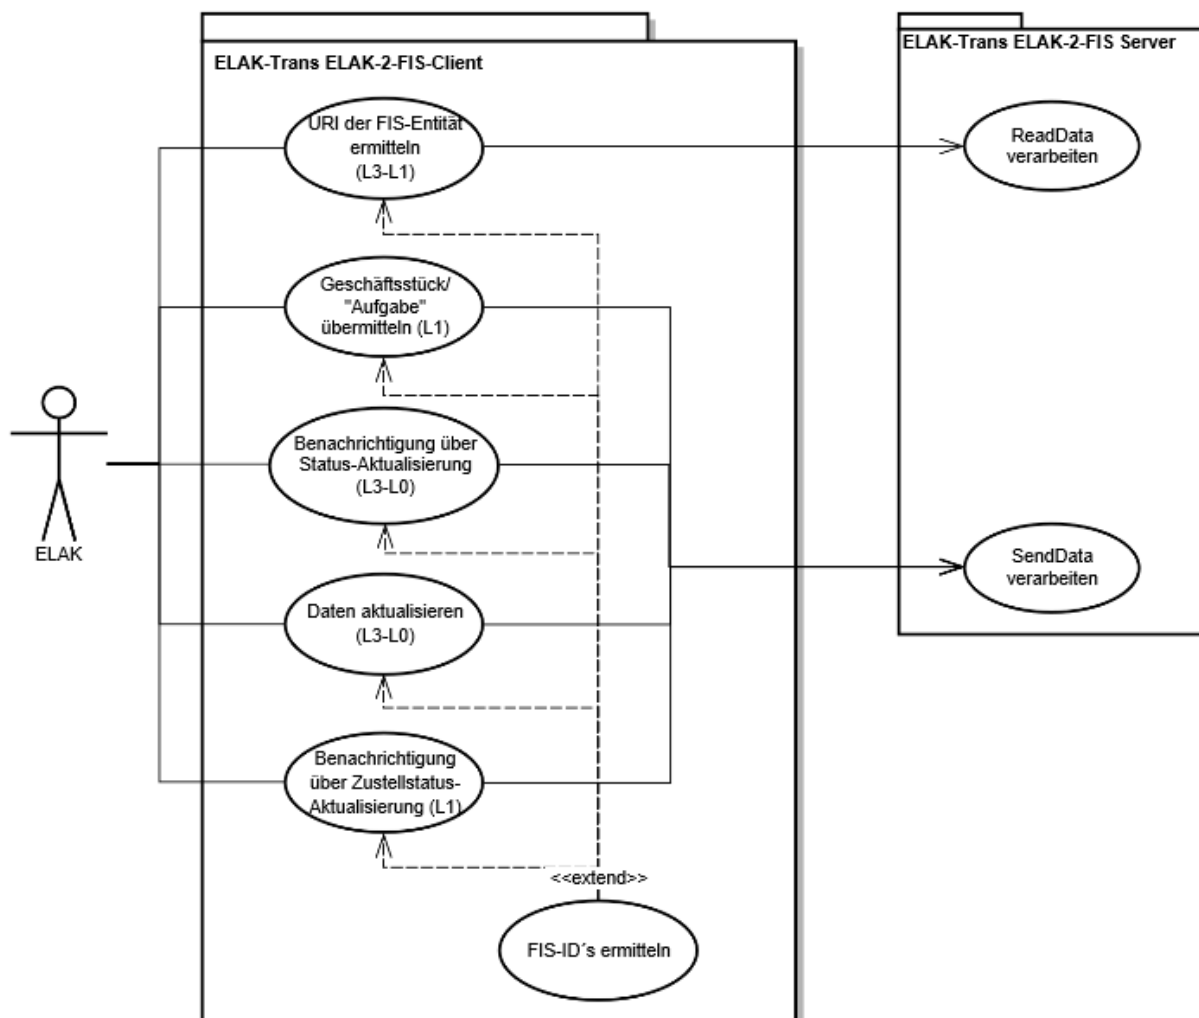 ELAK-Trans ELAK-2-FIS-Client
URI der FIS-Entität
ermitteln
(L3-L1)
Geschäftsstück/
"Aufgabe"
übermitteln (L1)
Benachrichtigung über
Status-Aktualisierung
(L3-L0)
Daten aktualisieren
(L3-L0)
Benachrichtigung
über Zustellstatus-
Aktualisierung (L1)
<<extend>>
FIS-ID´s ermitteln
ELAK
ELAK-Trans ELAK-2-FIS Server
ReadData
verarbeiten
SendData
verarbeiten